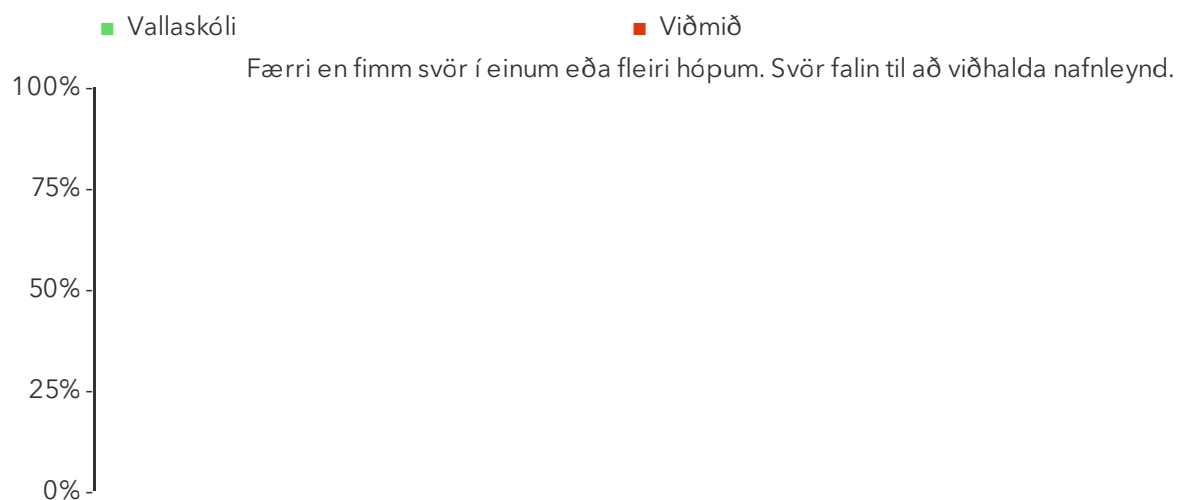 Vallaskóli Viðmið
Færri en fimm svör í einum eða fleiri hópum. Svör falin til að viðhalda nafnleynd.
100%
75%
50%
25%
0%